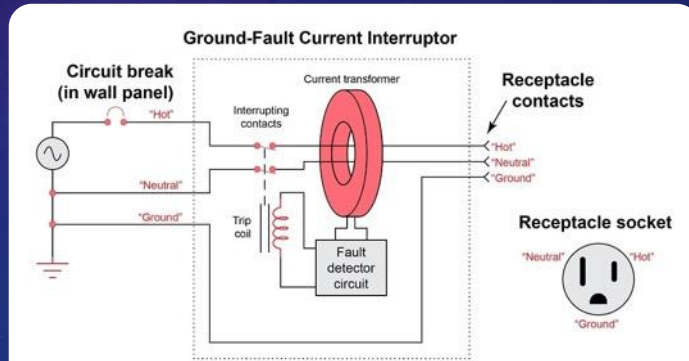 Ground-Fault Current Interruptor
Circuit break
(in wall panel)
"Hot"
Interrupting
contacts
Current transformer
Receptacle
contacts
"Hot"
"Neutral"
"Ground"
"Neutral"
"Ground"
Trip
coil
Fault
detector
circuit
Receptacle socket
"Neutral"
"Hot"
"Ground"